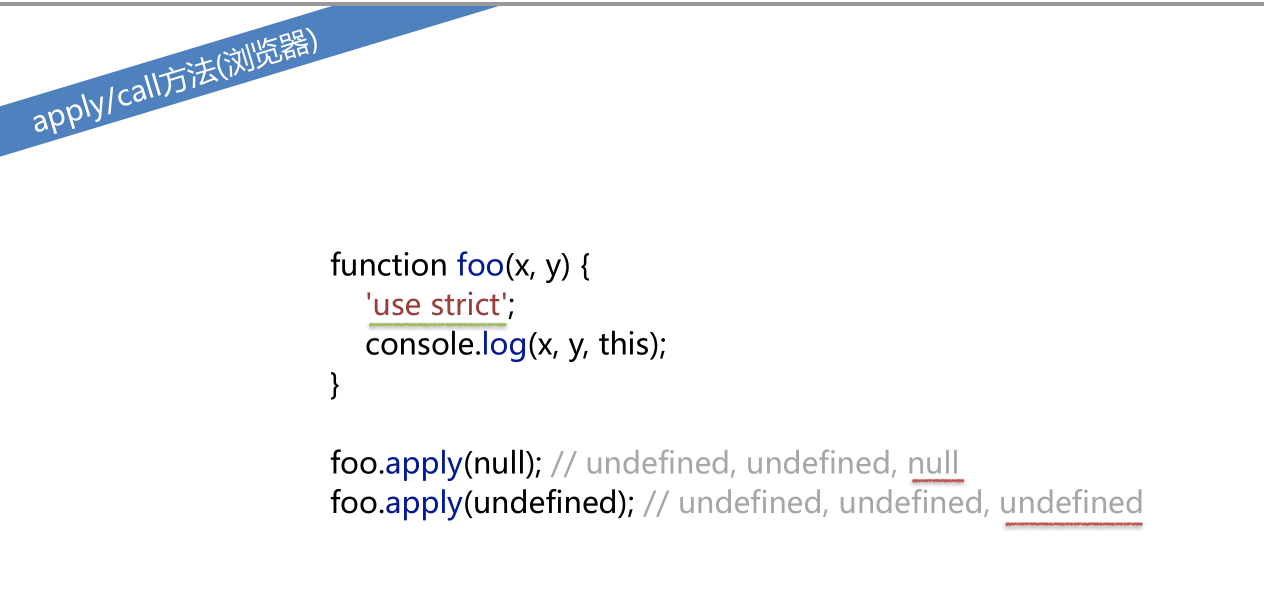 apply/call方法(浏览器)
function foo(x, y) {
'use strict';
console.log(x, y, this);
}
foo.apply(null); // undefined, undefined, null
foo.apply(undefined); // undefined, undefined, undefined